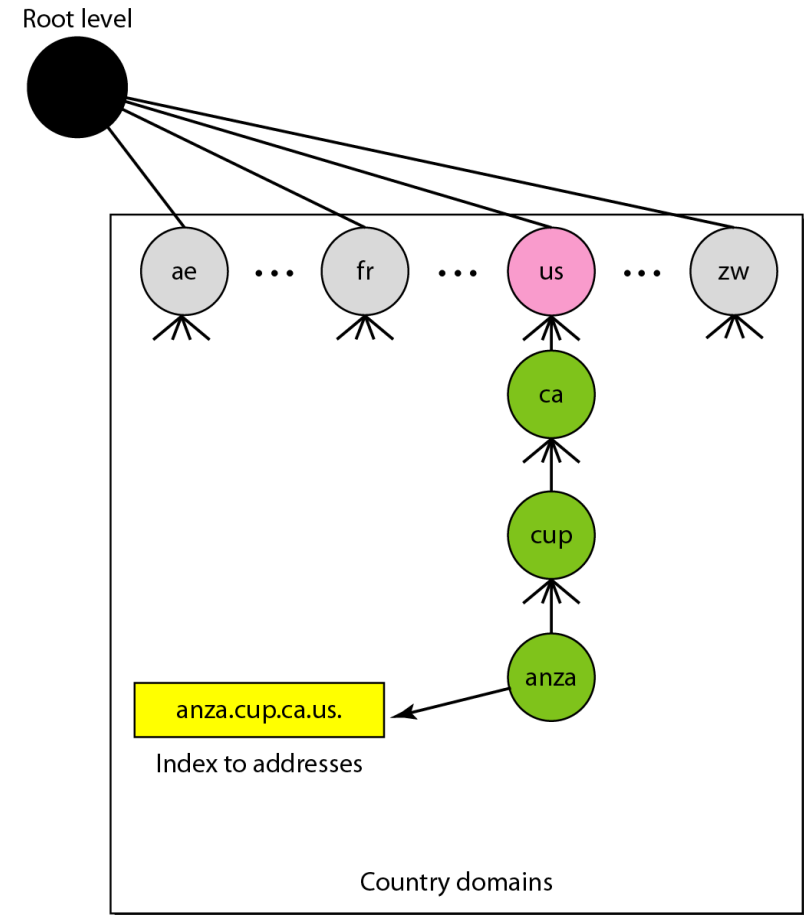 Root level
ae ... fr ... us ... zw
ca
cup
anza
anza.cup.ca.us.
Index to addresses
Country domains